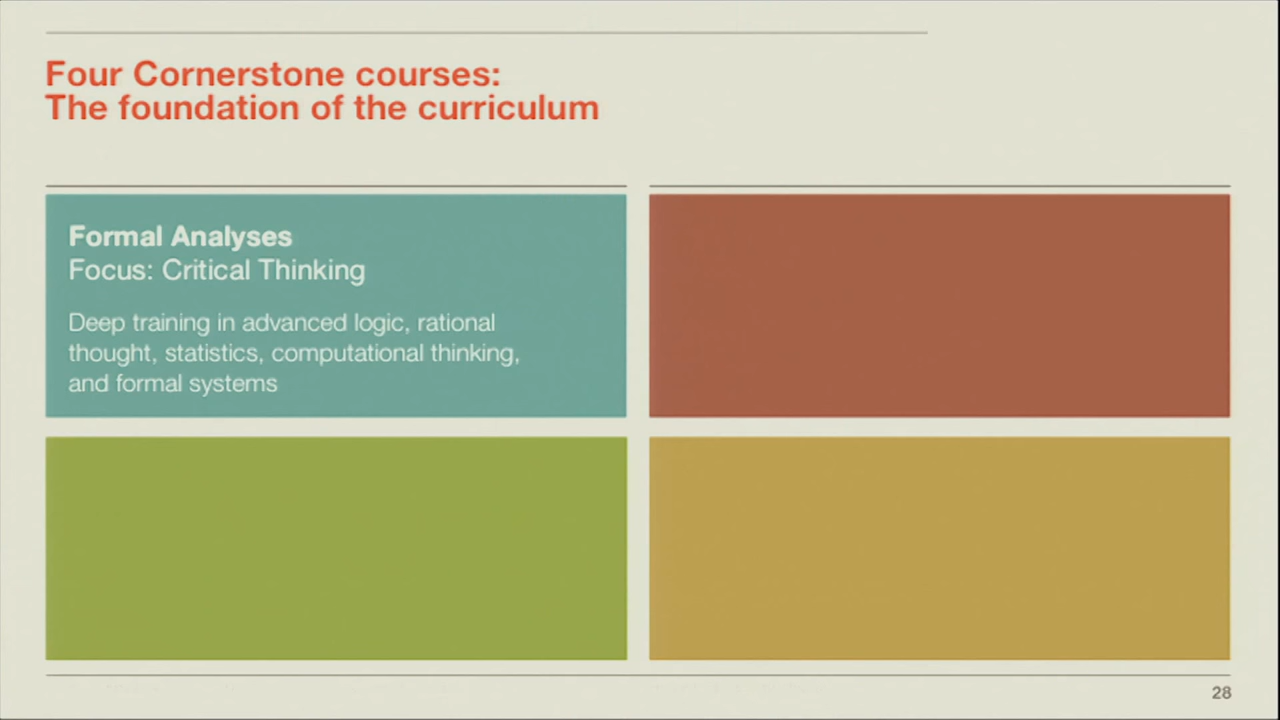 Four Cornerstone courses:
The foundation of the curriculum
Formal Analyses
Focus: Critical Thinking
Deep training in advanced logic, rational
thought, statistics, computational thinking,
and formal systems
28